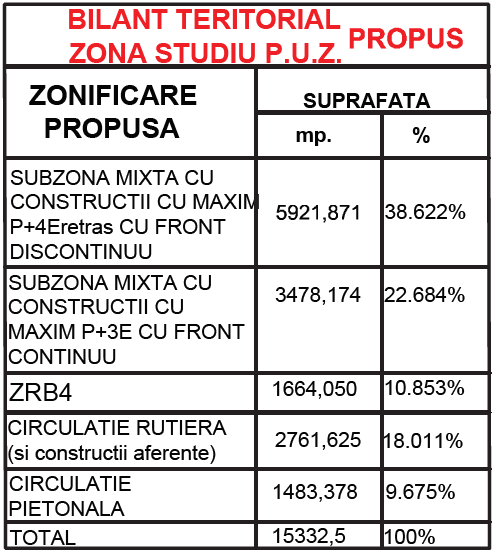 BILANT TERITORIAL
ZONA STUDIU P.U.Z. PROPUS
ZONIFICARE
PROPUSA
SUPRAFATA
mp. %
SUBZONA MIXTA CU
CONSTRUCTII CU MAXIM
P+4Eretras CU FRONT
DISCONTINUU
5921,871 38.622%
SUBZONA MIXTA CU
CONSTRUCTII CU
MAXIM P+3E CU FRONT
CONTINUU
3478,174 22.684%
ZRB4 1664,050 10.853%
CIRCULATIE RUTIERA
(si constructii aferente)
2761,625 18.011%
CIRCULATIE
PIETONALA
1483,378 9.675%
TOTAL 15332,5 100%